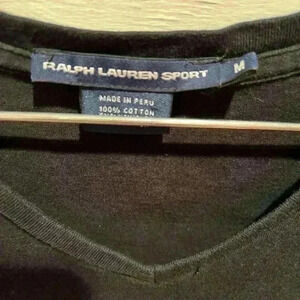 RALPH LAUREN SPORT
M
MADE IN PERU
100% COTTON